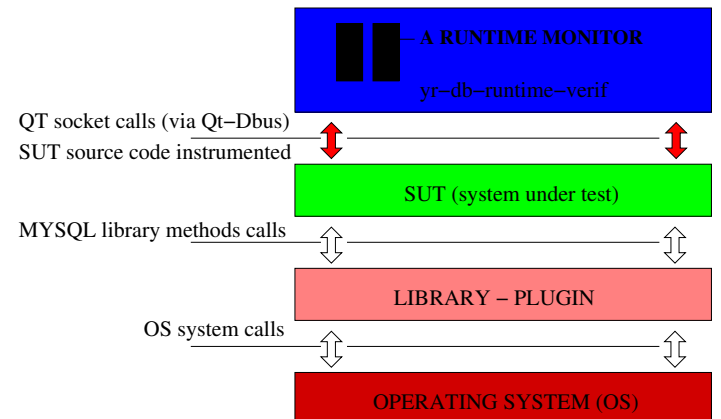 A RUNTIME MONITOR
yr−db−runtime−verif
QT socket calls (via Qt−Dbus)
SUT source code instrumented
SUT (system under test)
MYSQL library methods calls
LIBRARY − PLUGIN
OS system calls
OPERATING SYSTEM (OS)